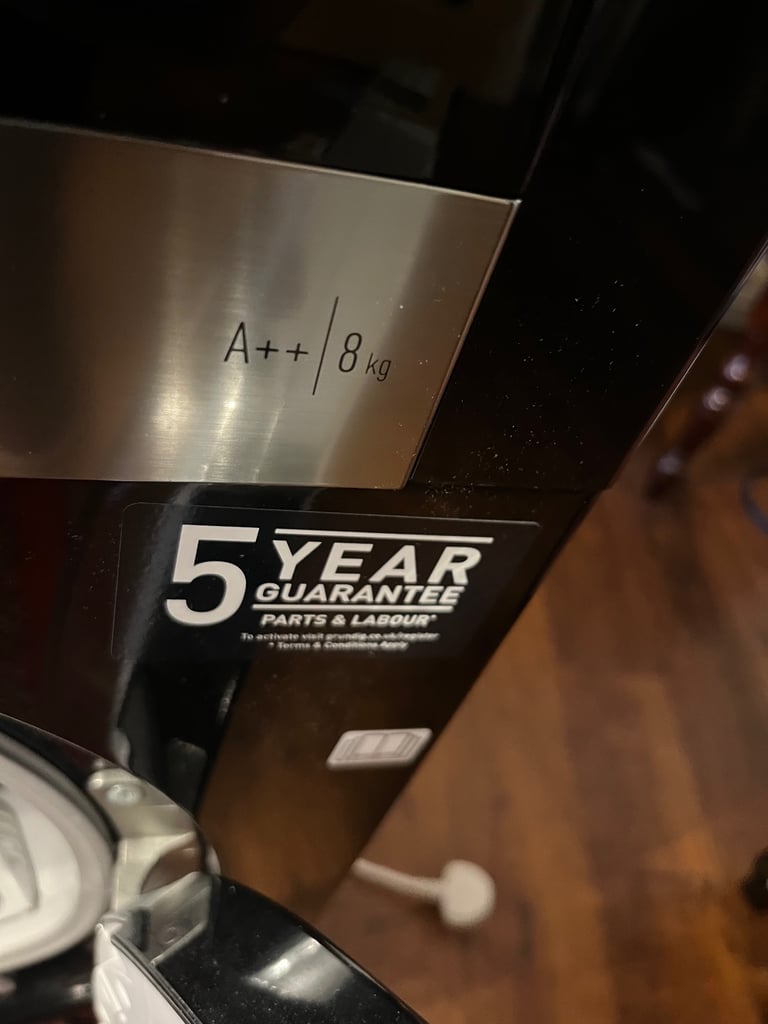 A++ | 8 kg
5 YEAR
GUARANTEE
PARTS & LABOUR*
To activate visit grundig.co.uk/register
* Terms & Conditions Apply